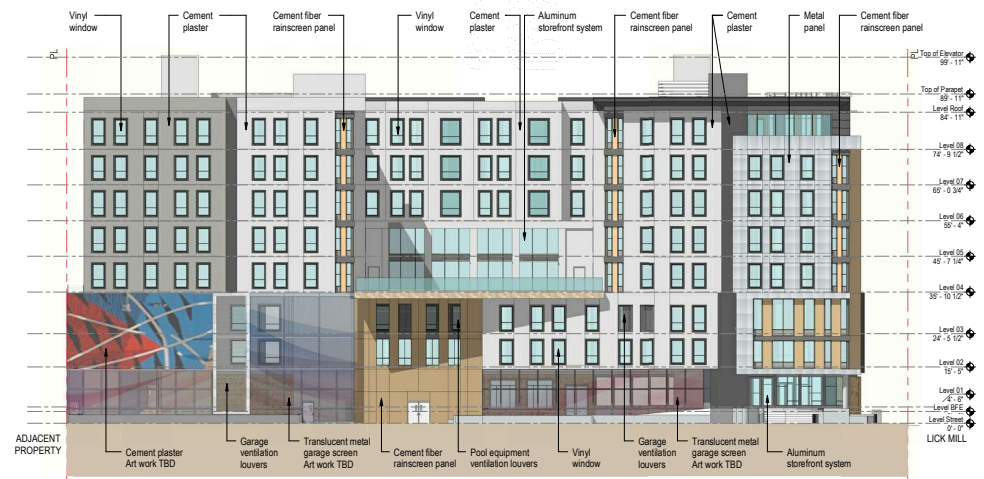 Vinyl
window
Cement
plaster
Cement fiber
rainscreen panel
Vinyl
window
Cement
plaster
Aluminum
storefront system
Cement fiber
rainscreen panel
Cement
plaster
Metal
panel
Cement fiber
rainscreen panel
PL
PL
Top of Elevator
99' - 11"
Top of Parapet
89' - 11"
Level Roof
84' - 11"
Level 08
74' - 9 1/2"
Level 07
65' - 0 3/4"
Level 06
55' - 4"
Level 05
45' - 7 1/4"
Level 04
35' - 10 1/2"
Level 03
24' - 5 1/2"
Level 02
15' - 5"
Level 01
4' - 6"
Level BFE
Level Street
0' - 0"
ADJACENT
PROPERTY
LICK MILL
Cement plaster
Art work TBD
Garage
ventilation
louvers
Translucent metal
garage screen
Art work TBD
Cement fiber
rainscreen panel
Pool equipment
ventilation louvers
Vinyl
window
Garage
ventilation
louvers
Translucent metal
garage screen
Art work TBD
Aluminum
storefront system